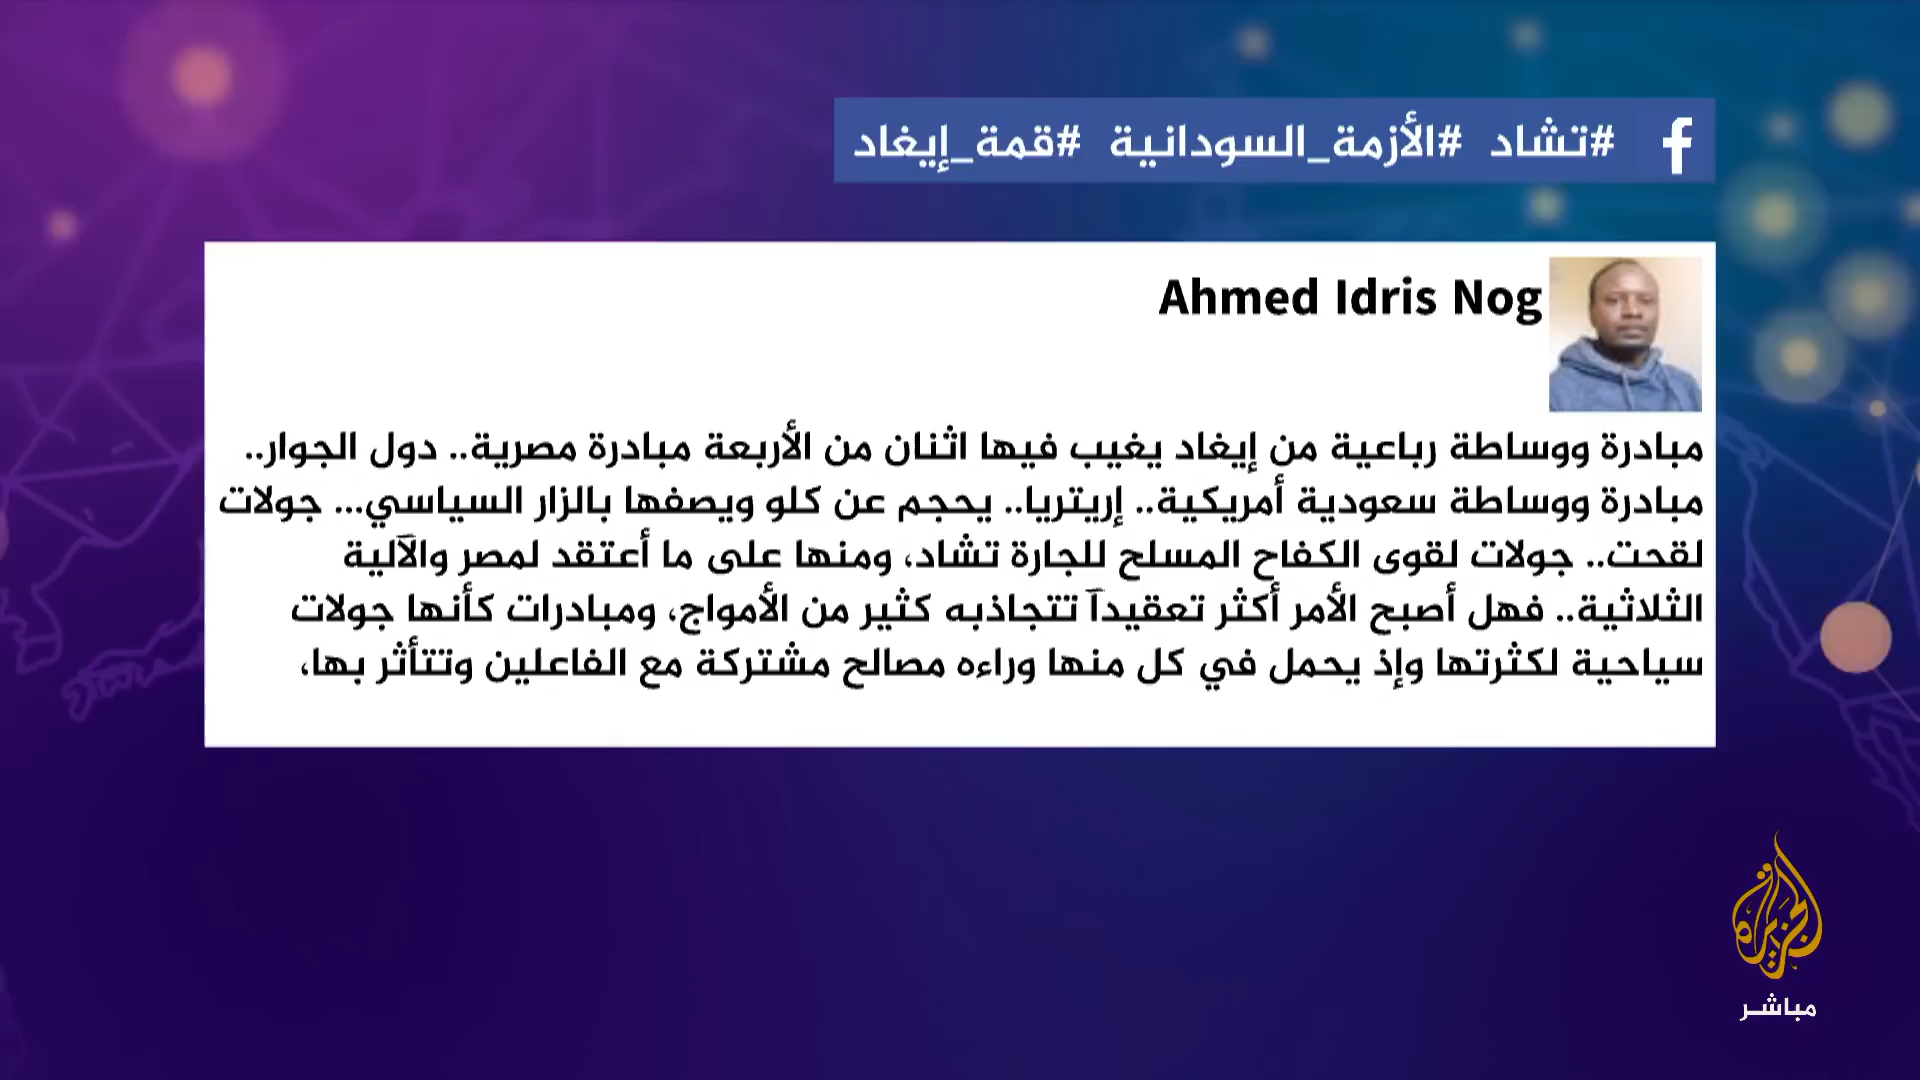 #تشاد #الأزمة_السودانية #قمة_إيغاد
Ahmed Idris Nog
مبادرة ووساطة رباعية من إيغاد يغيب فيها اثنان من الأربعة مبادرة مصرية.. دول الجوار..
مبادرة ووساطة سعودية أمريكية.. إريتريا.. يحجم عن كلو ويصفها بالزار السياسي... جولات
لقحت.. جولات لقوى الكفاح المسلح للجارة تشاد، ومنها على ما أعتقد لمصر والآلية
الثلاثية.. فهل أصبح الأمر أكثر تعقيدآ تتجاذبه كثير من الأمواج، ومبادرات كأنها جولات
سياحية لكثرتها وإذ يحمل في كل منها وراءه مصالح مشتركة مع الفاعلين وتتأثر بها،
الجزيرة
مباشر